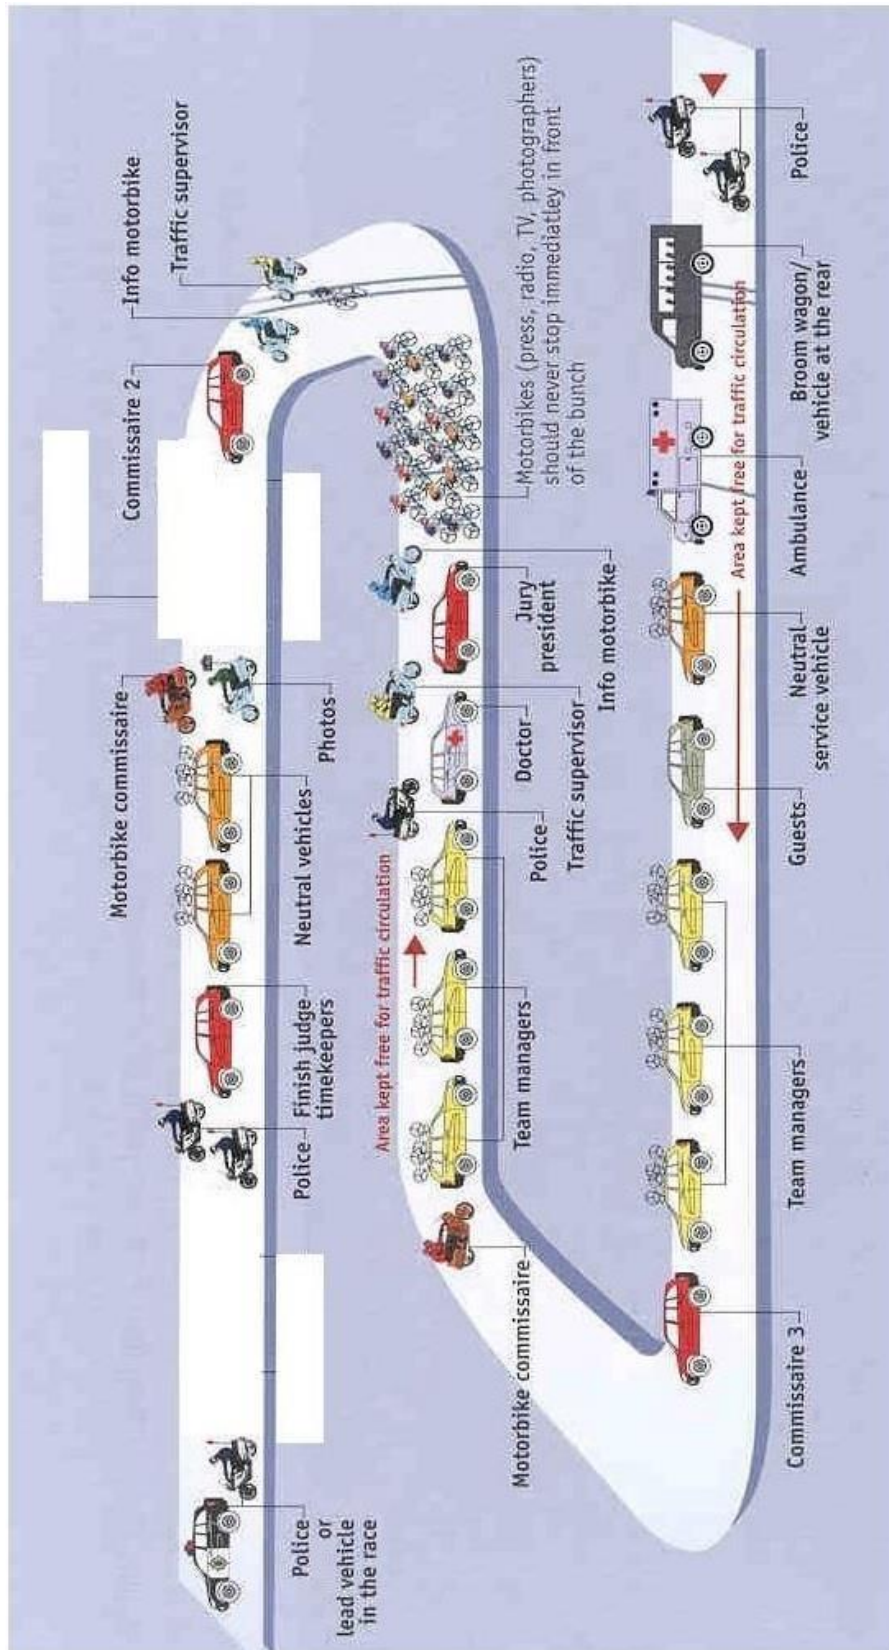 Police
or
lead vehicle
in the race
Police
Finish judge
timekeepers
Neutral vehicles
Motorbike commissaire
Photos
Commissaire 2
Info motorbike
Traffic supervisor
Motorbikes (press, radio, TV, photographers)
should never stop immediatley in front
of the bunch
Jury
president
Info motorbike
Doctor
Traffic supervisor
Police
Area kept free for traffic circulation
Team managers
Motorbike commissaire
Commissaire 3
Team managers
Guests
Neutral
service vehicle
Area kept free for traffic circulation
Ambulance
Broom wagon/
vehicle at the rear
Police